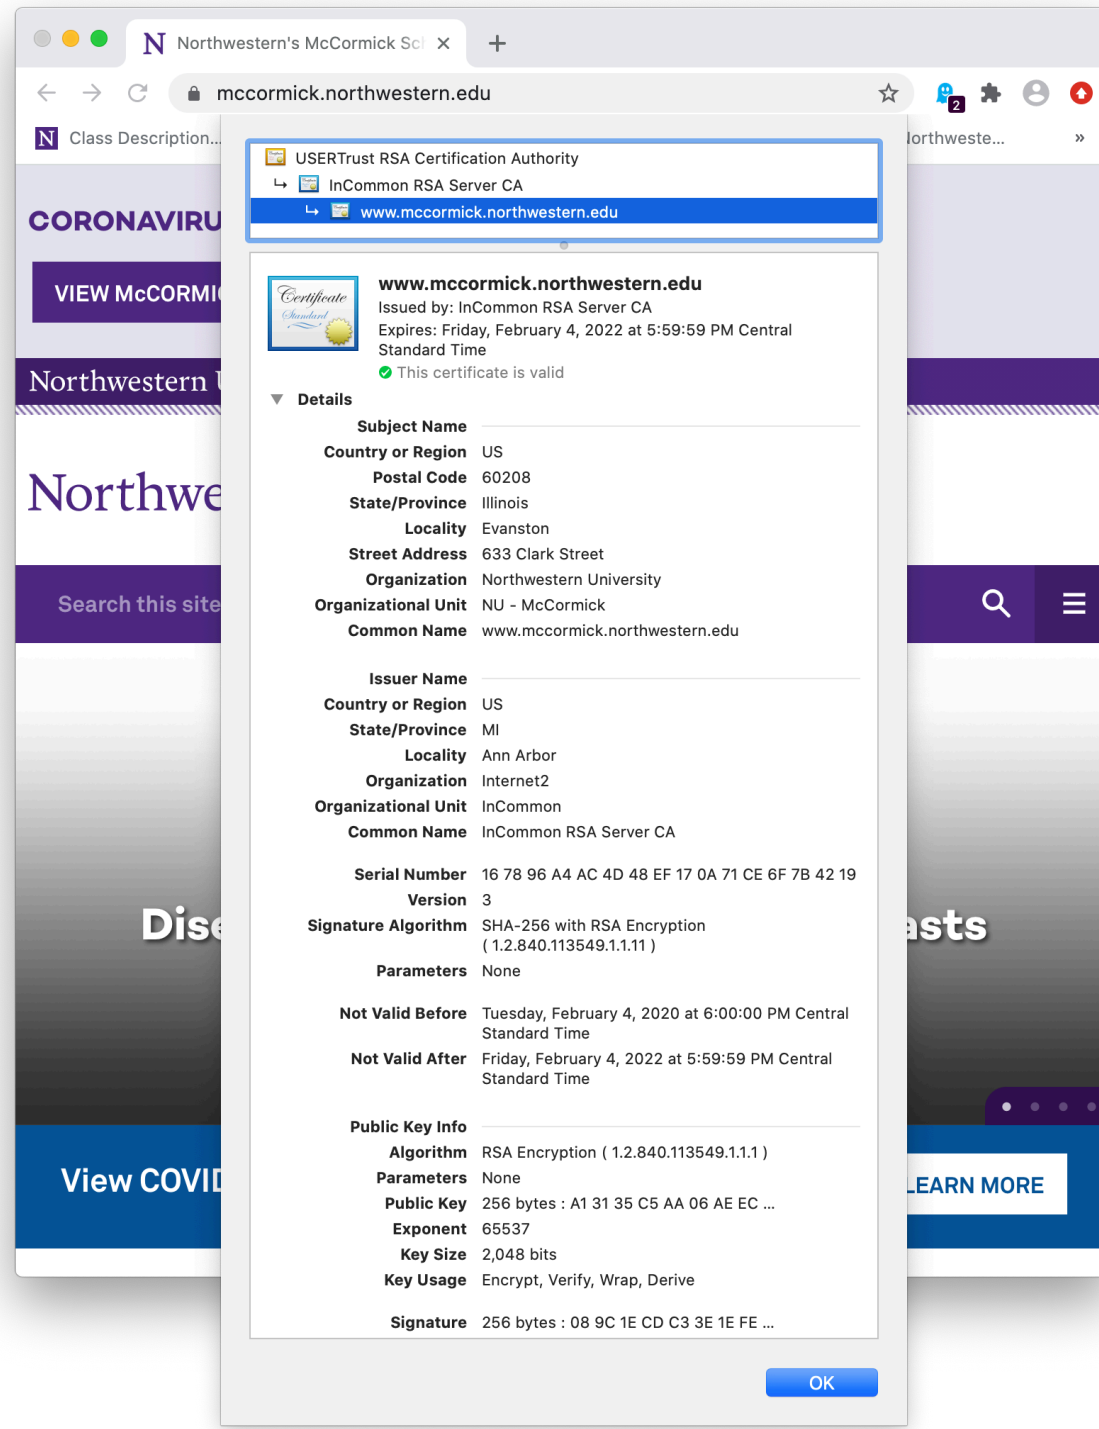 N Northwestern's McCormick Sch
mccormick.northwestern.edu
2
N Class Description...
lorthweste... »
USERTrust RSA Certification Authority
InCommon RSA Server CA
www.mccormick.northwestern.edu
CORONAVIRU
VIEW McCORMI
Certificate
Standard
www.mccormick.northwestern.edu
Issued by: InCommon RSA Server CA
Expires: Friday, February 4, 2022 at 5:59:59 PM Central
Standard Time
This certificate is valid
Northwestern U
Details
Subject Name
Country or Region US
Postal Code 60208
State/Province Illinois
Locality Evanston
Street Address 633 Clark Street
Organization Northwestern University
Organizational Unit NU - McCormick
Common Name www.mccormick.northwestern.edu
Northwe
Search this site
Issuer Name
Country or Region US
State/Province MI
Locality Ann Arbor
Organization Internet2
Organizational Unit InCommon
Common Name InCommon RSA Server CA
Serial Number 16 78 96 A4 AC 4D 48 EF 17 0A 71 CE 6F 7B 42 19
Version 3
Signature Algorithm SHA-256 with RSA Encryption
( 1.2.840.113549.1.1.11 )
Parameters None
Dise
asts
Not Valid Before Tuesday, February 4, 2020 at 6:00:00 PM Central
Standard Time
Not Valid After Friday, February 4, 2022 at 5:59:59 PM Central
Standard Time
Public Key Info
Algorithm RSA Encryption ( 1.2.840.113549.1.1.1 )
Parameters None
Public Key 256 bytes : A1 31 35 C5 AA 06 AE EC ...
Exponent 65537
Key Size 2,048 bits
Key Usage Encrypt, Verify, Wrap, Derive
Signature 256 bytes : 08 9C 1E CD C3 3E 1E FE ...
View COVID
LEARN MORE
OK